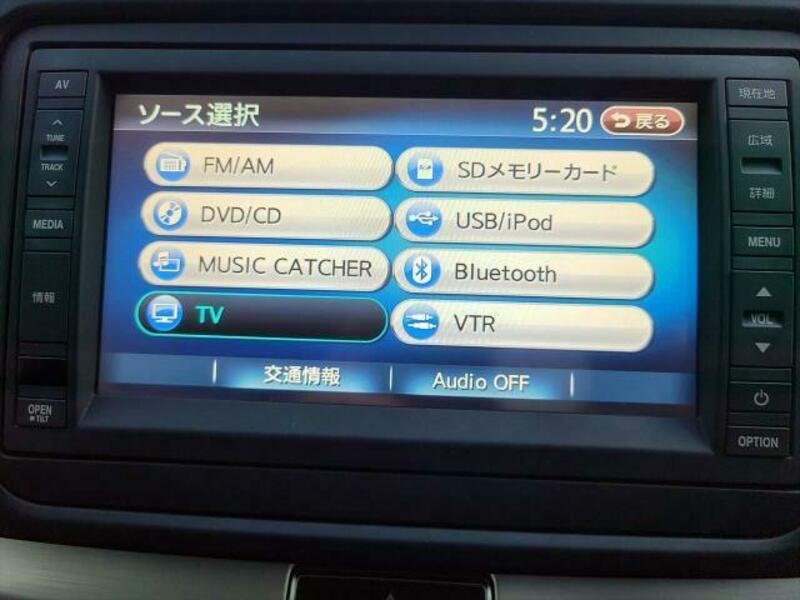 AV
TUNE
TRACK
MEDIA
情報
OPEN
TILT
ソース選択
5:20
戻る
FM/AM
SDメモリーカード
DVD/CD
USB/iPod
MUSIC CATCHER
Bluetooth
TV
VTR
交通情報
Audio OFF
現在地
広域
詳細
MENU
VOL
OPTION